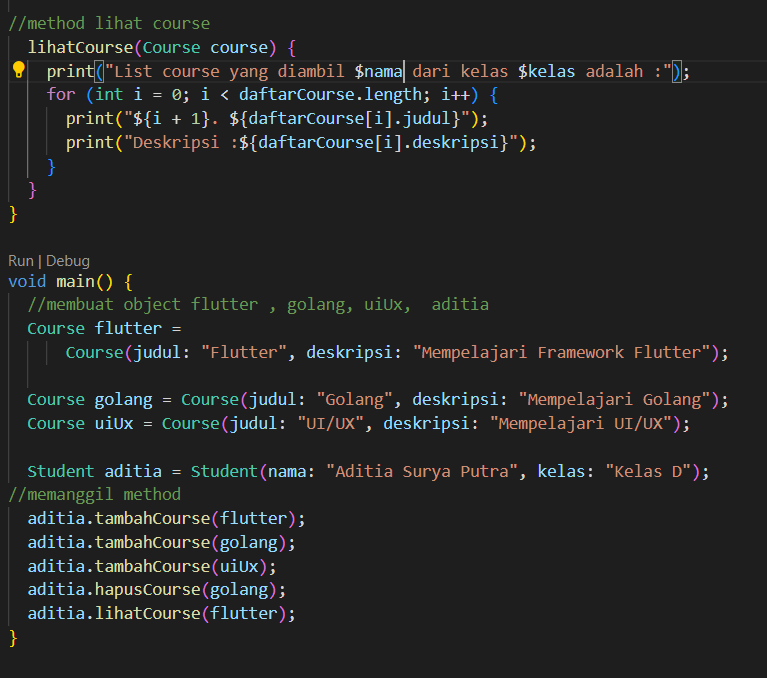 //method lihat course
lihatCourse(Course course) {
print("List course yang diambil $nama dari kelas $kelas adalah :");
for (int i = 0; i < daftarCourse.length; i++) {
print("${i + 1}. ${daftarCourse[i].judul}");
print("Deskripsi :${daftarCourse[i].deskripsi}");
}
}
}
Run | Debug
void main() {
//membuat object flutter , golang, uiUx,  aditia
Course flutter =
Course(judul: "Flutter", deskripsi: "Mempelajari Framework Flutter");
Course golang = Course(judul: "Golang", deskripsi: "Mempelajari Golang");
Course uiUx = Course(judul: "UI/UX", deskripsi: "Mempelajari UI/UX");
Student aditia = Student(nama: "Aditia Surya Putra", kelas: "Kelas D");
//memanggil method
aditia.tambahCourse(flutter);
aditia.tambahCourse(golang);
aditia.tambahCourse(uiUx);
aditia.hapusCourse(golang);
aditia.lihatCourse(flutter);
}